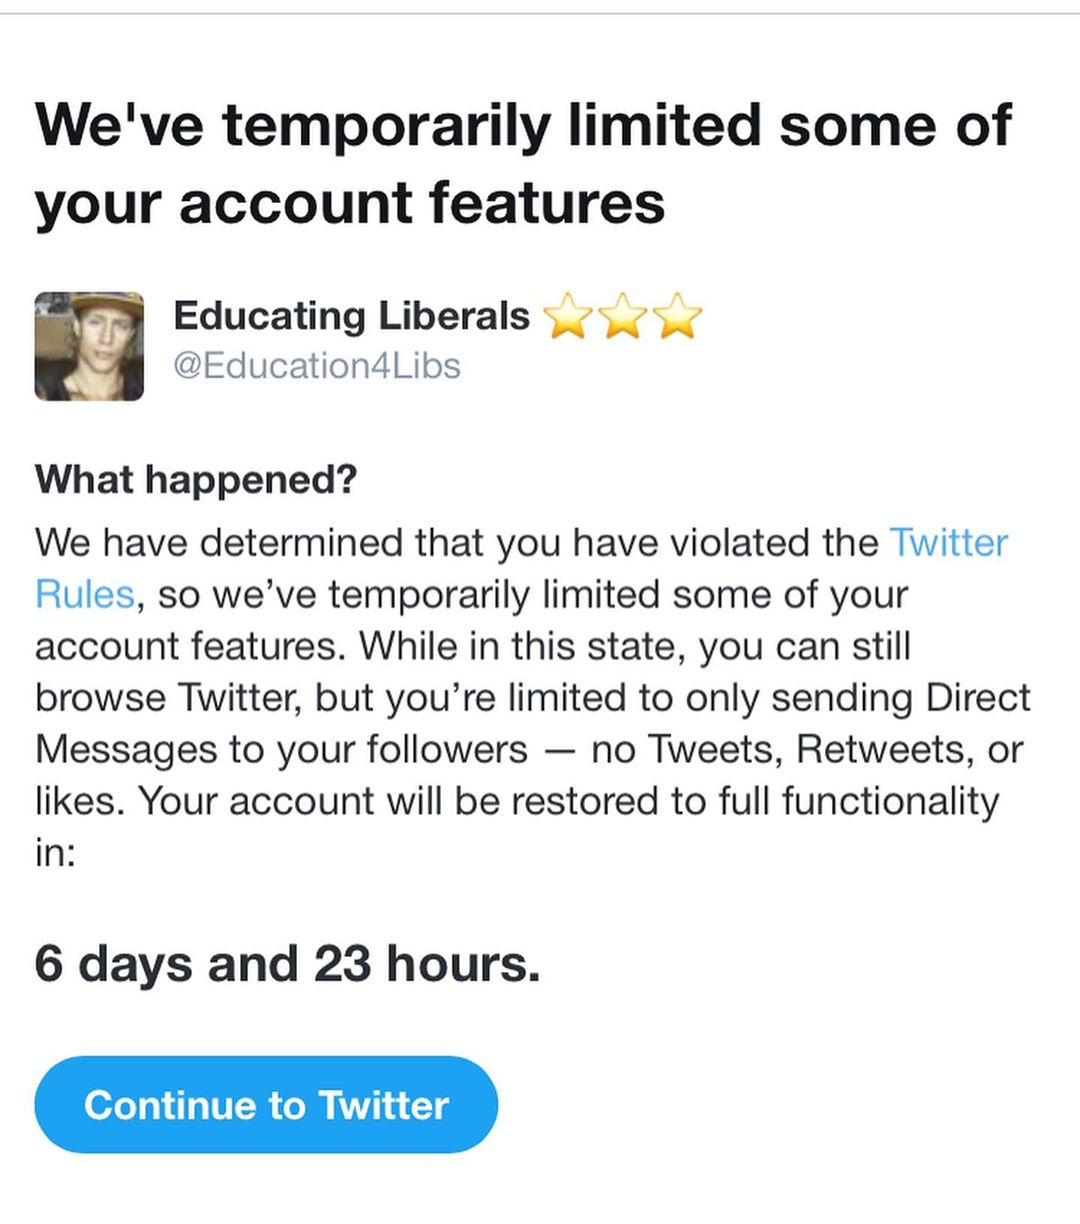 We've temporarily limited some of
your account features
Educating Liberals ⭐⭐⭐
@Education4Libs
What happened?
We have determined that you have violated the Twitter
Rules, so we’ve temporarily limited some of your
account features. While in this state, you can still
browse Twitter, but you’re limited to only sending Direct
Messages to your followers — no Tweets, Retweets, or
likes. Your account will be restored to full functionality
in:
6 days and 23 hours.
Continue to Twitter